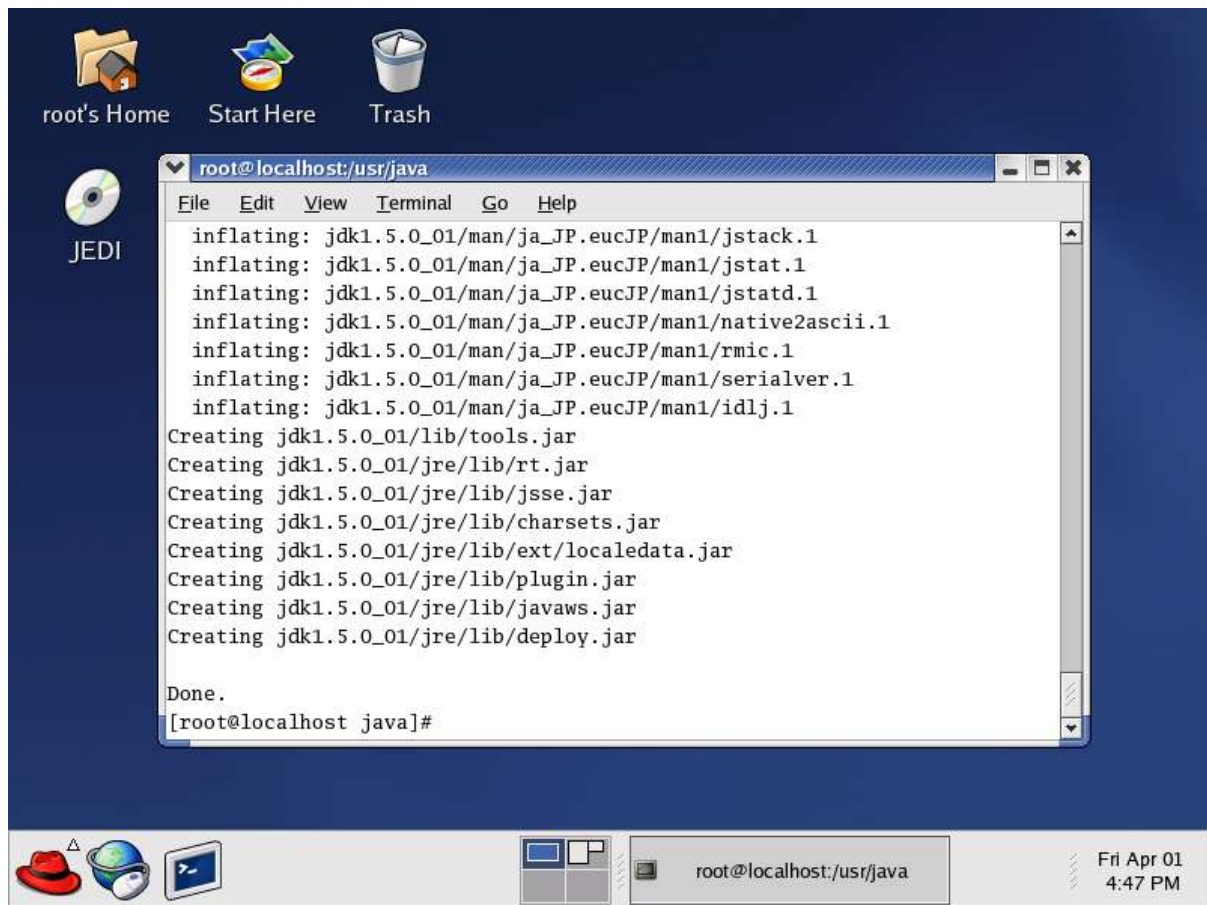 root's Home
Start Here
Trash
JEDI
root@localhost:/usr/java
File Edit View Terminal Go Help
inflating: jdk1.5.0_01/man/ja_JP.eucJP/man1/jstack.1
inflating: jdk1.5.0_01/man/ja_JP.eucJP/man1/jstat.1
inflating: jdk1.5.0_01/man/ja_JP.eucJP/man1/jstatd.1
inflating: jdk1.5.0_01/man/ja_JP.eucJP/man1/native2ascii.1
inflating: jdk1.5.0_01/man/ja_JP.eucJP/man1/rmic.1
inflating: jdk1.5.0_01/man/ja_JP.eucJP/man1/serialver.1
inflating: jdk1.5.0_01/man/ja_JP.eucJP/man1/idlj.1
Creating jdk1.5.0_01/lib/tools.jar
Creating jdk1.5.0_01/jre/lib/rt.jar
Creating jdk1.5.0_01/jre/lib/jsse.jar
Creating jdk1.5.0_01/jre/lib/charsets.jar
Creating jdk1.5.0_01/jre/lib/ext/localedata.jar
Creating jdk1.5.0_01/jre/lib/plugin.jar
Creating jdk1.5.0_01/jre/lib/javaws.jar
Creating jdk1.5.0_01/jre/lib/deploy.jar
Done.
[root@localhost java]#
root@localhost:/usr/java
Fri Apr 01
4:47 PM